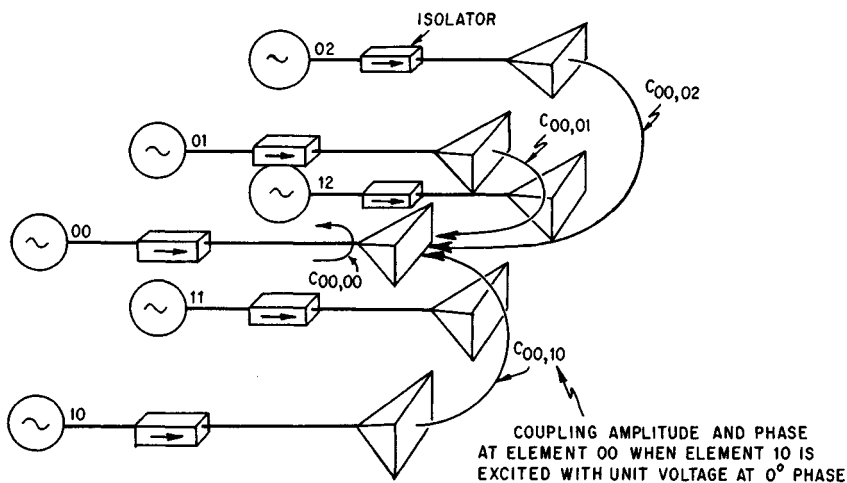 ISOLATOR
02
C00,02
01
C00,01
12
00
C00,00
11
C00,10
10
COUPLING AMPLITUDE AND PHASE
AT ELEMENT 00 WHEN ELEMENT 10 IS
EXCITED WITH UNIT VOLTAGE AT 0° PHASE